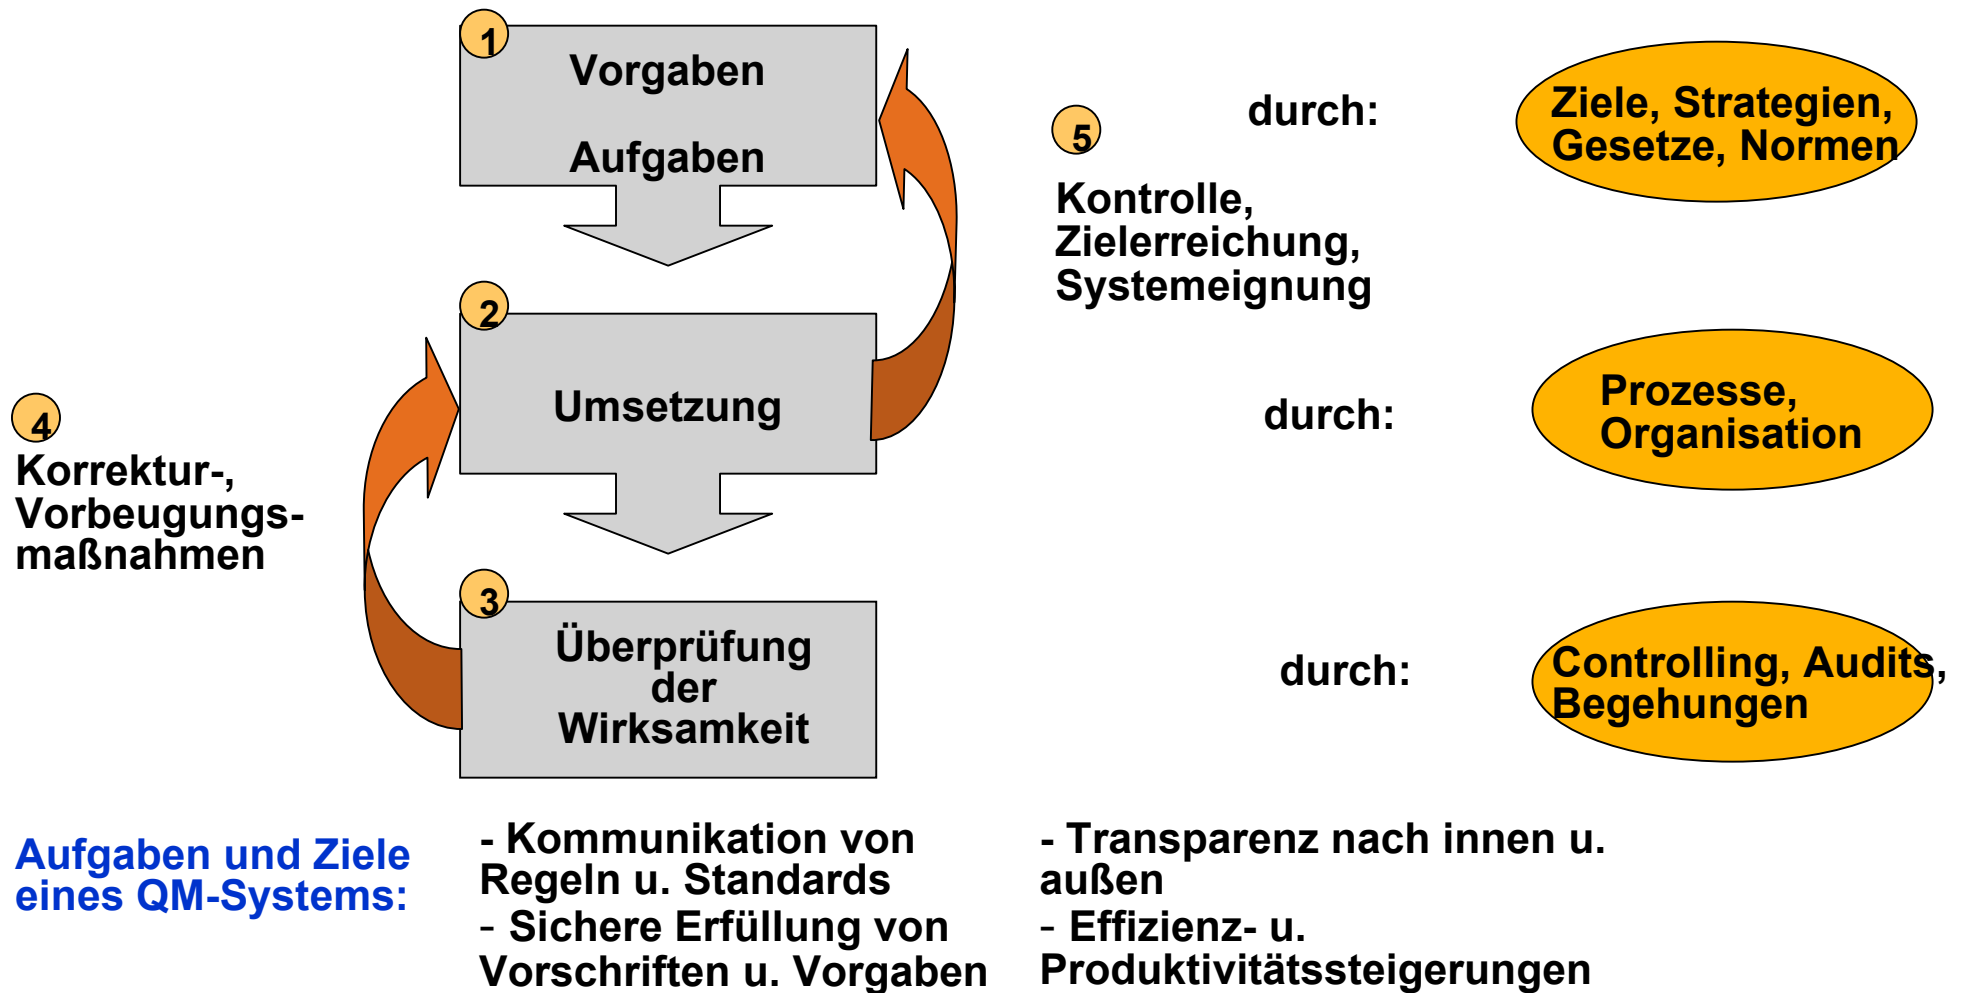 1
Vorgaben
Aufgaben
durch:
Ziele, Strategien,
Gesetze, Normen
5
Kontrolle,
Zielerreichung,
Systemeignung
2
Umsetzung
durch:
Prozesse,
Organisation
4
Korrektur-,
Vorbeugungs-
maßnahmen
3
Überprüfung
der
Wirksamkeit
durch:
Controlling, Audits,
Begehungen
Aufgaben und Ziele
eines QM-Systems:
- Kommunikation von
Regeln u. Standards
- Sichere Erfüllung von
Vorschriften u. Vorgaben
- Transparenz nach innen u.
außen
- Effizienz- u.
Produktivitätssteigerungen